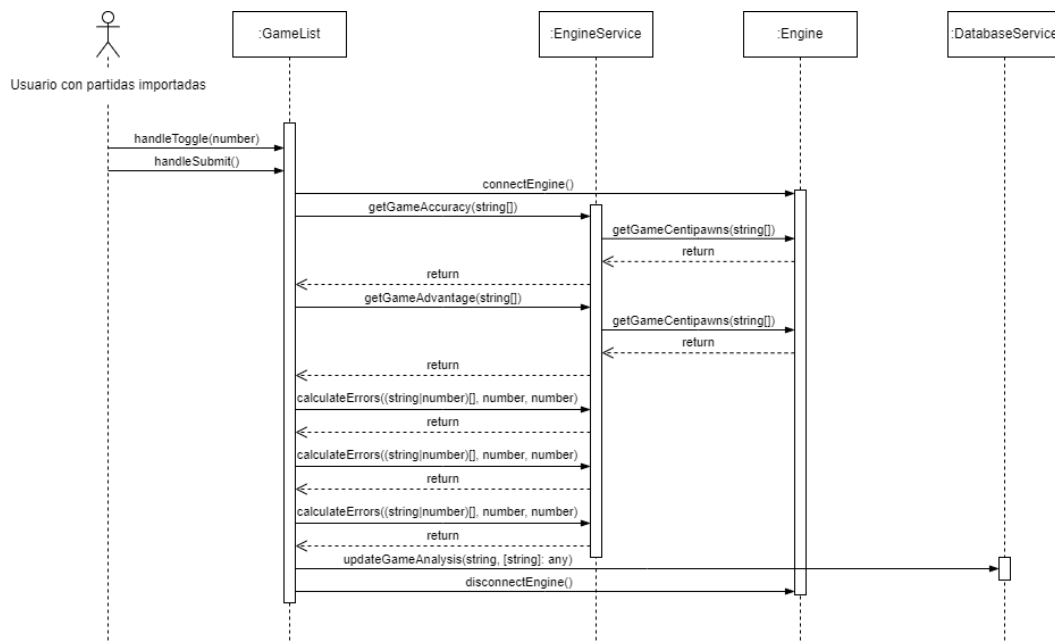 :GameList
:EngineService
:Engine
:DatabaseService
Usuario con partidas importadas
handleToggle(number)
handleSubmit()
connectEngine()
getGameAccuracy(string[])
getGameCentipawns(string[])
return
return
getGameAdvantage(string[])
getGameCentipawns(string[])
return
return
calculateErrors((string|number)[], number, number)
return
calculateErrors((string|number)[], number, number)
return
calculateErrors((string|number)[], number, number)
return
updateGameAnalysis(string, [string]: any)
disconnectEngine()